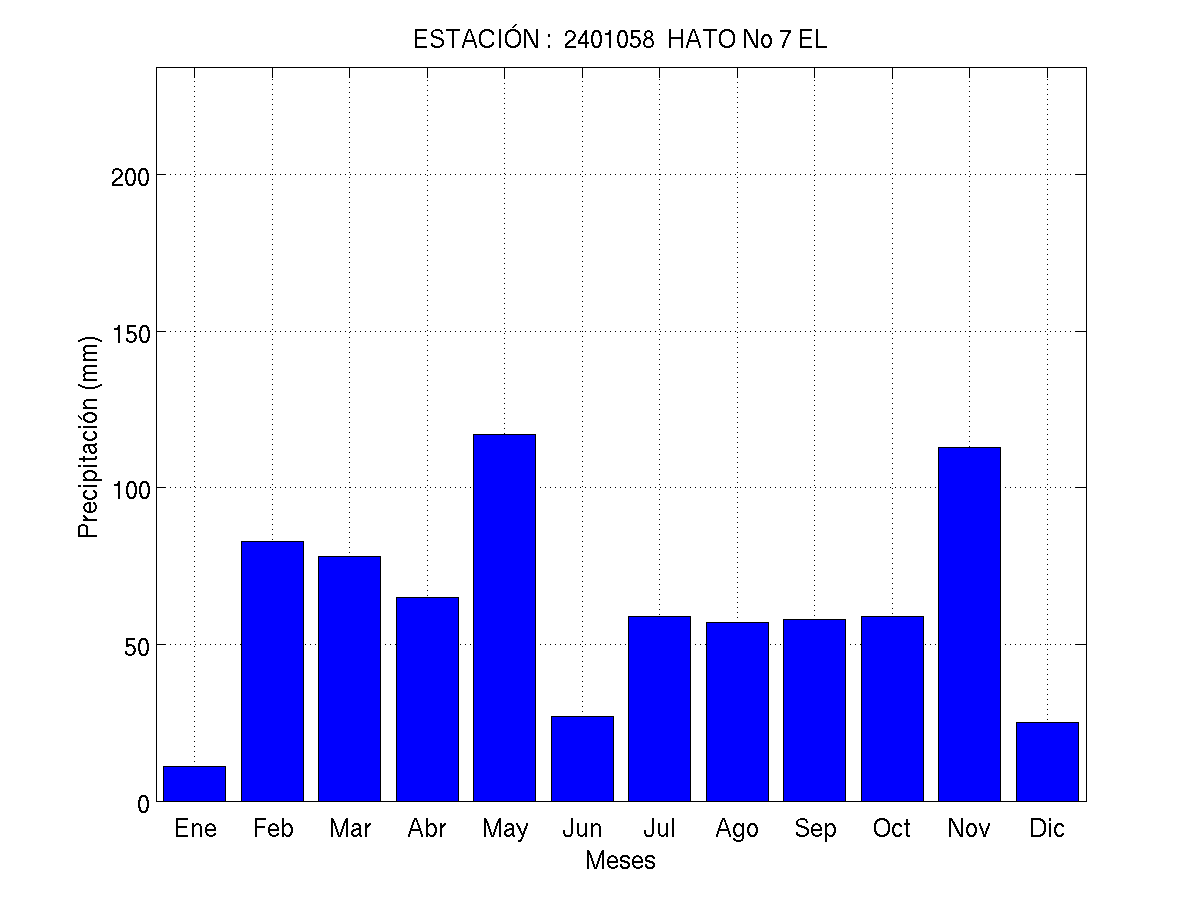 ESTACIÓN :  2401058  HATO No 7 EL
200
150
100
50
0
Precipitación (mm)
Ene Feb Mar Abr May Jun Jul Ago Sep Oct Nov Dic
Meses